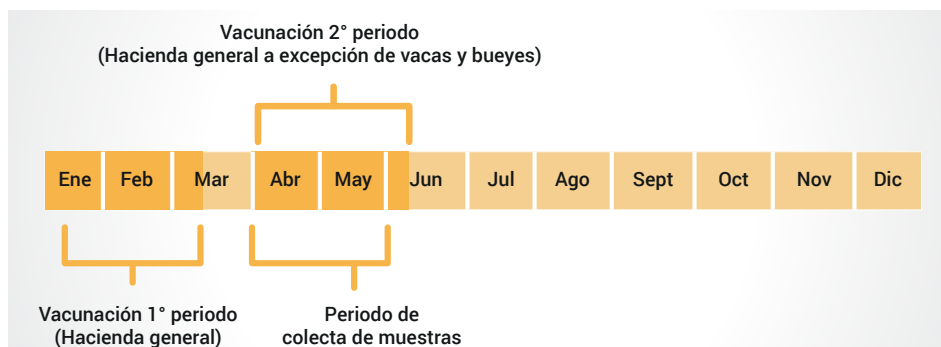 Vacunación 2° periodo
(Hacienda general a excepción de vacas y bueyes)
Ene Feb Mar Abr May Jun Jul Ago Sept Oct Nov Dic
Vacunación 1° periodo
(Hacienda general)
Periodo de
colecta de muestras